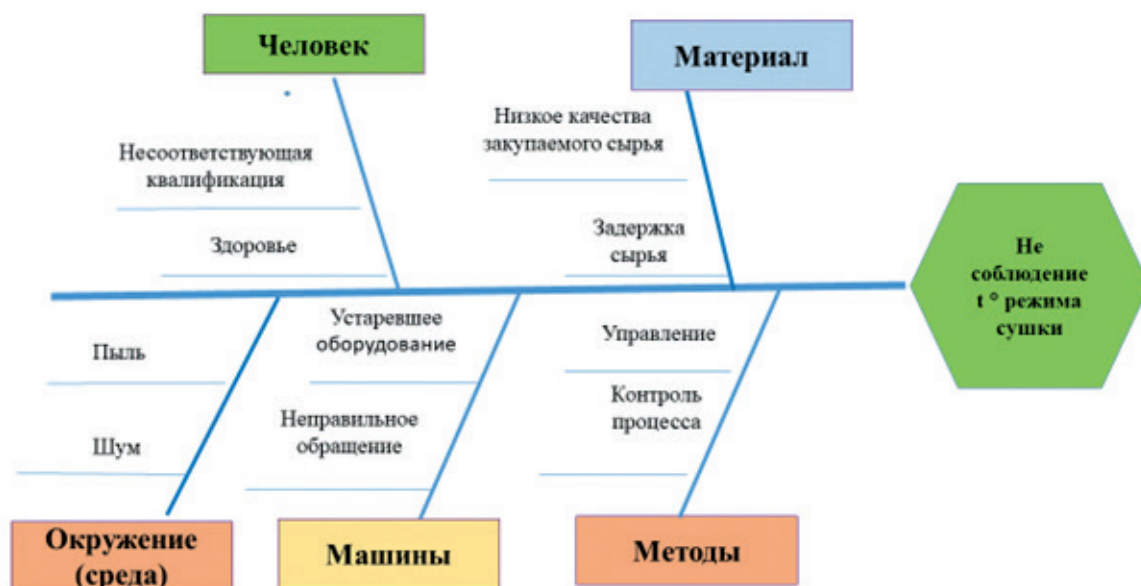 Человек
Материал
Низкое качества
закупаемого сырья
Несоответствующая
квалификация
Здоровье
Задержка
сырья
Не
соблюдение
t ° режима
сушки
Устаревшее
оборудование
Управление
Пыль
Контроль
процесса
Неправильное
обращение
Шум
Окружение
(среда)
Машины
Методы